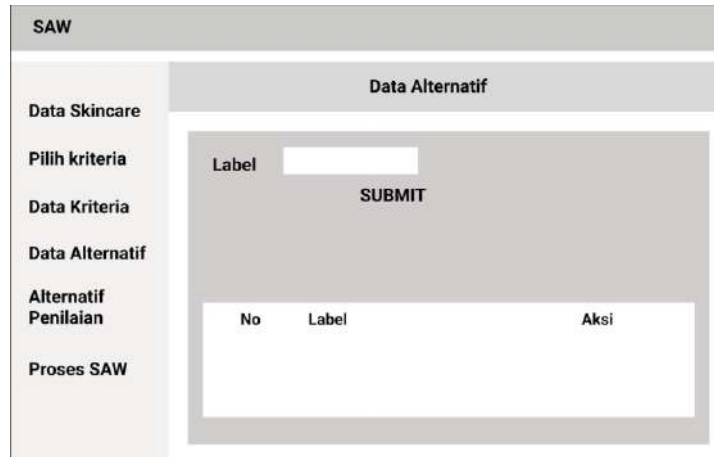 SAW
Data Alternatif
Data Skincare
Pilih kriteria
Data Kriteria
Data Alternatif
Alternatif
Penilaian
Proses SAW
Label
SUBMIT
No Label Aksi